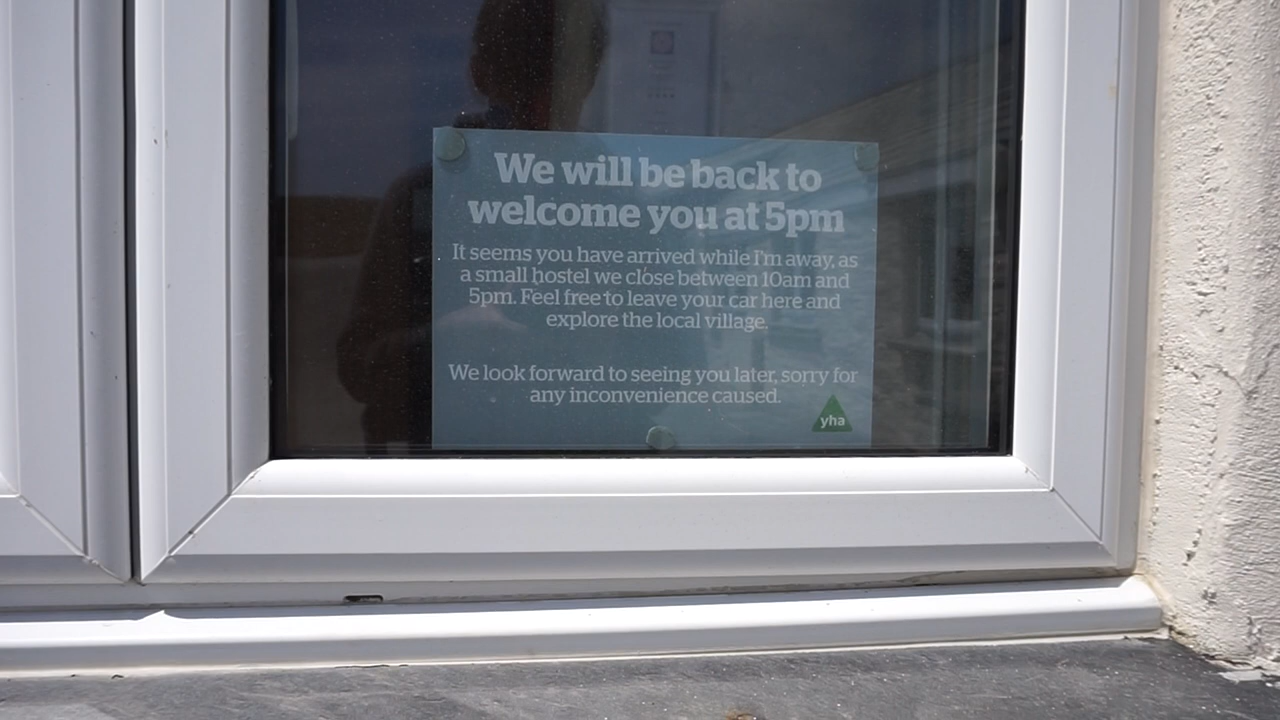 We will be back to
welcome you at 5pm
It seems you have arrived while I'm away, as
a small hostel we close between 10am and
5pm. Feel free to leave your car here and
explore the local village.
We look forward to seeing you later, sorry for
any inconvenience caused.
yha